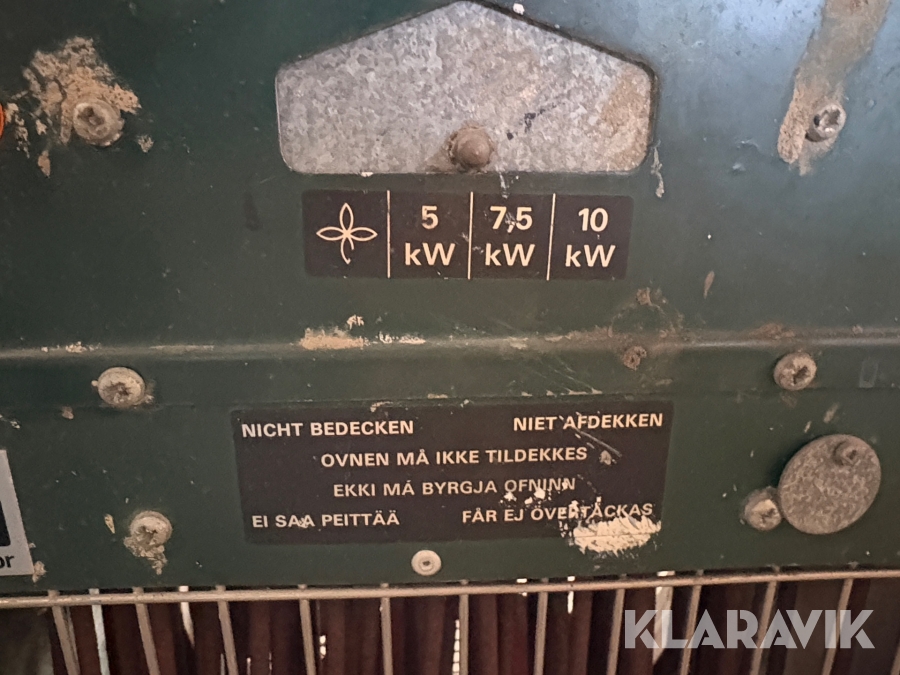 5 kW
7,5 kW
10 kW
NICHT BEDECKEN NIET AFDEKKEN
OVNEN MÅ IKKE TILDEKKES
EKKI MÁ BYRGJA OFNINN
EI SAA PEITTÄÄ FÅR EJ ÖVERTÄCKAS
or
KLARAVIK